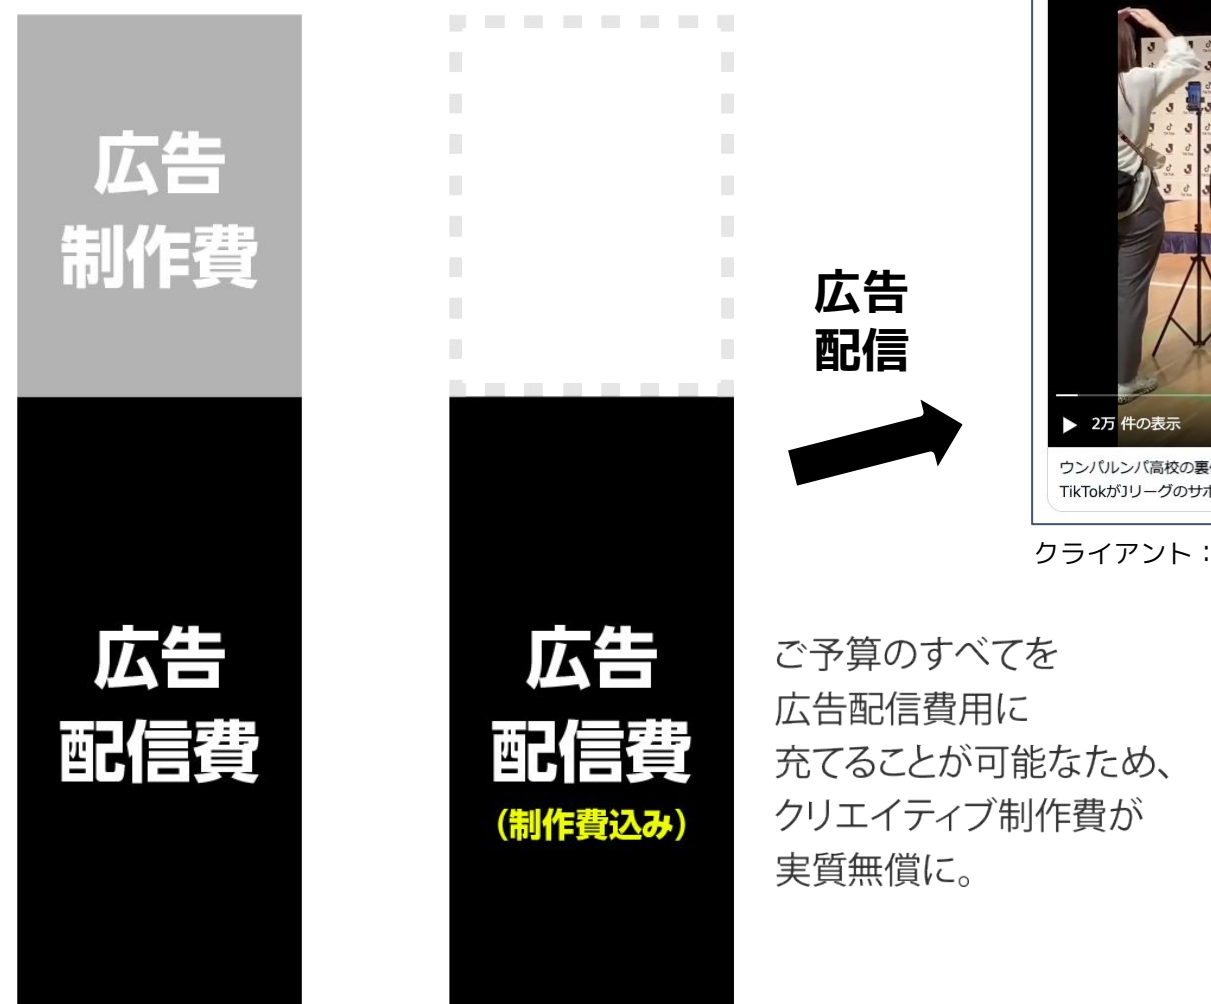 広告
制作費
広告
配信費
広告
配信費
(制作費込み)
広告
配信
2万 件の表示
ウンパルンパ高校の裏
TikTokがJリーグのサポ
クライアント：
ご予算のすべてを
広告配信費用に
充てることが可能なため、
クリエイティブ制作費が
実質無償に。